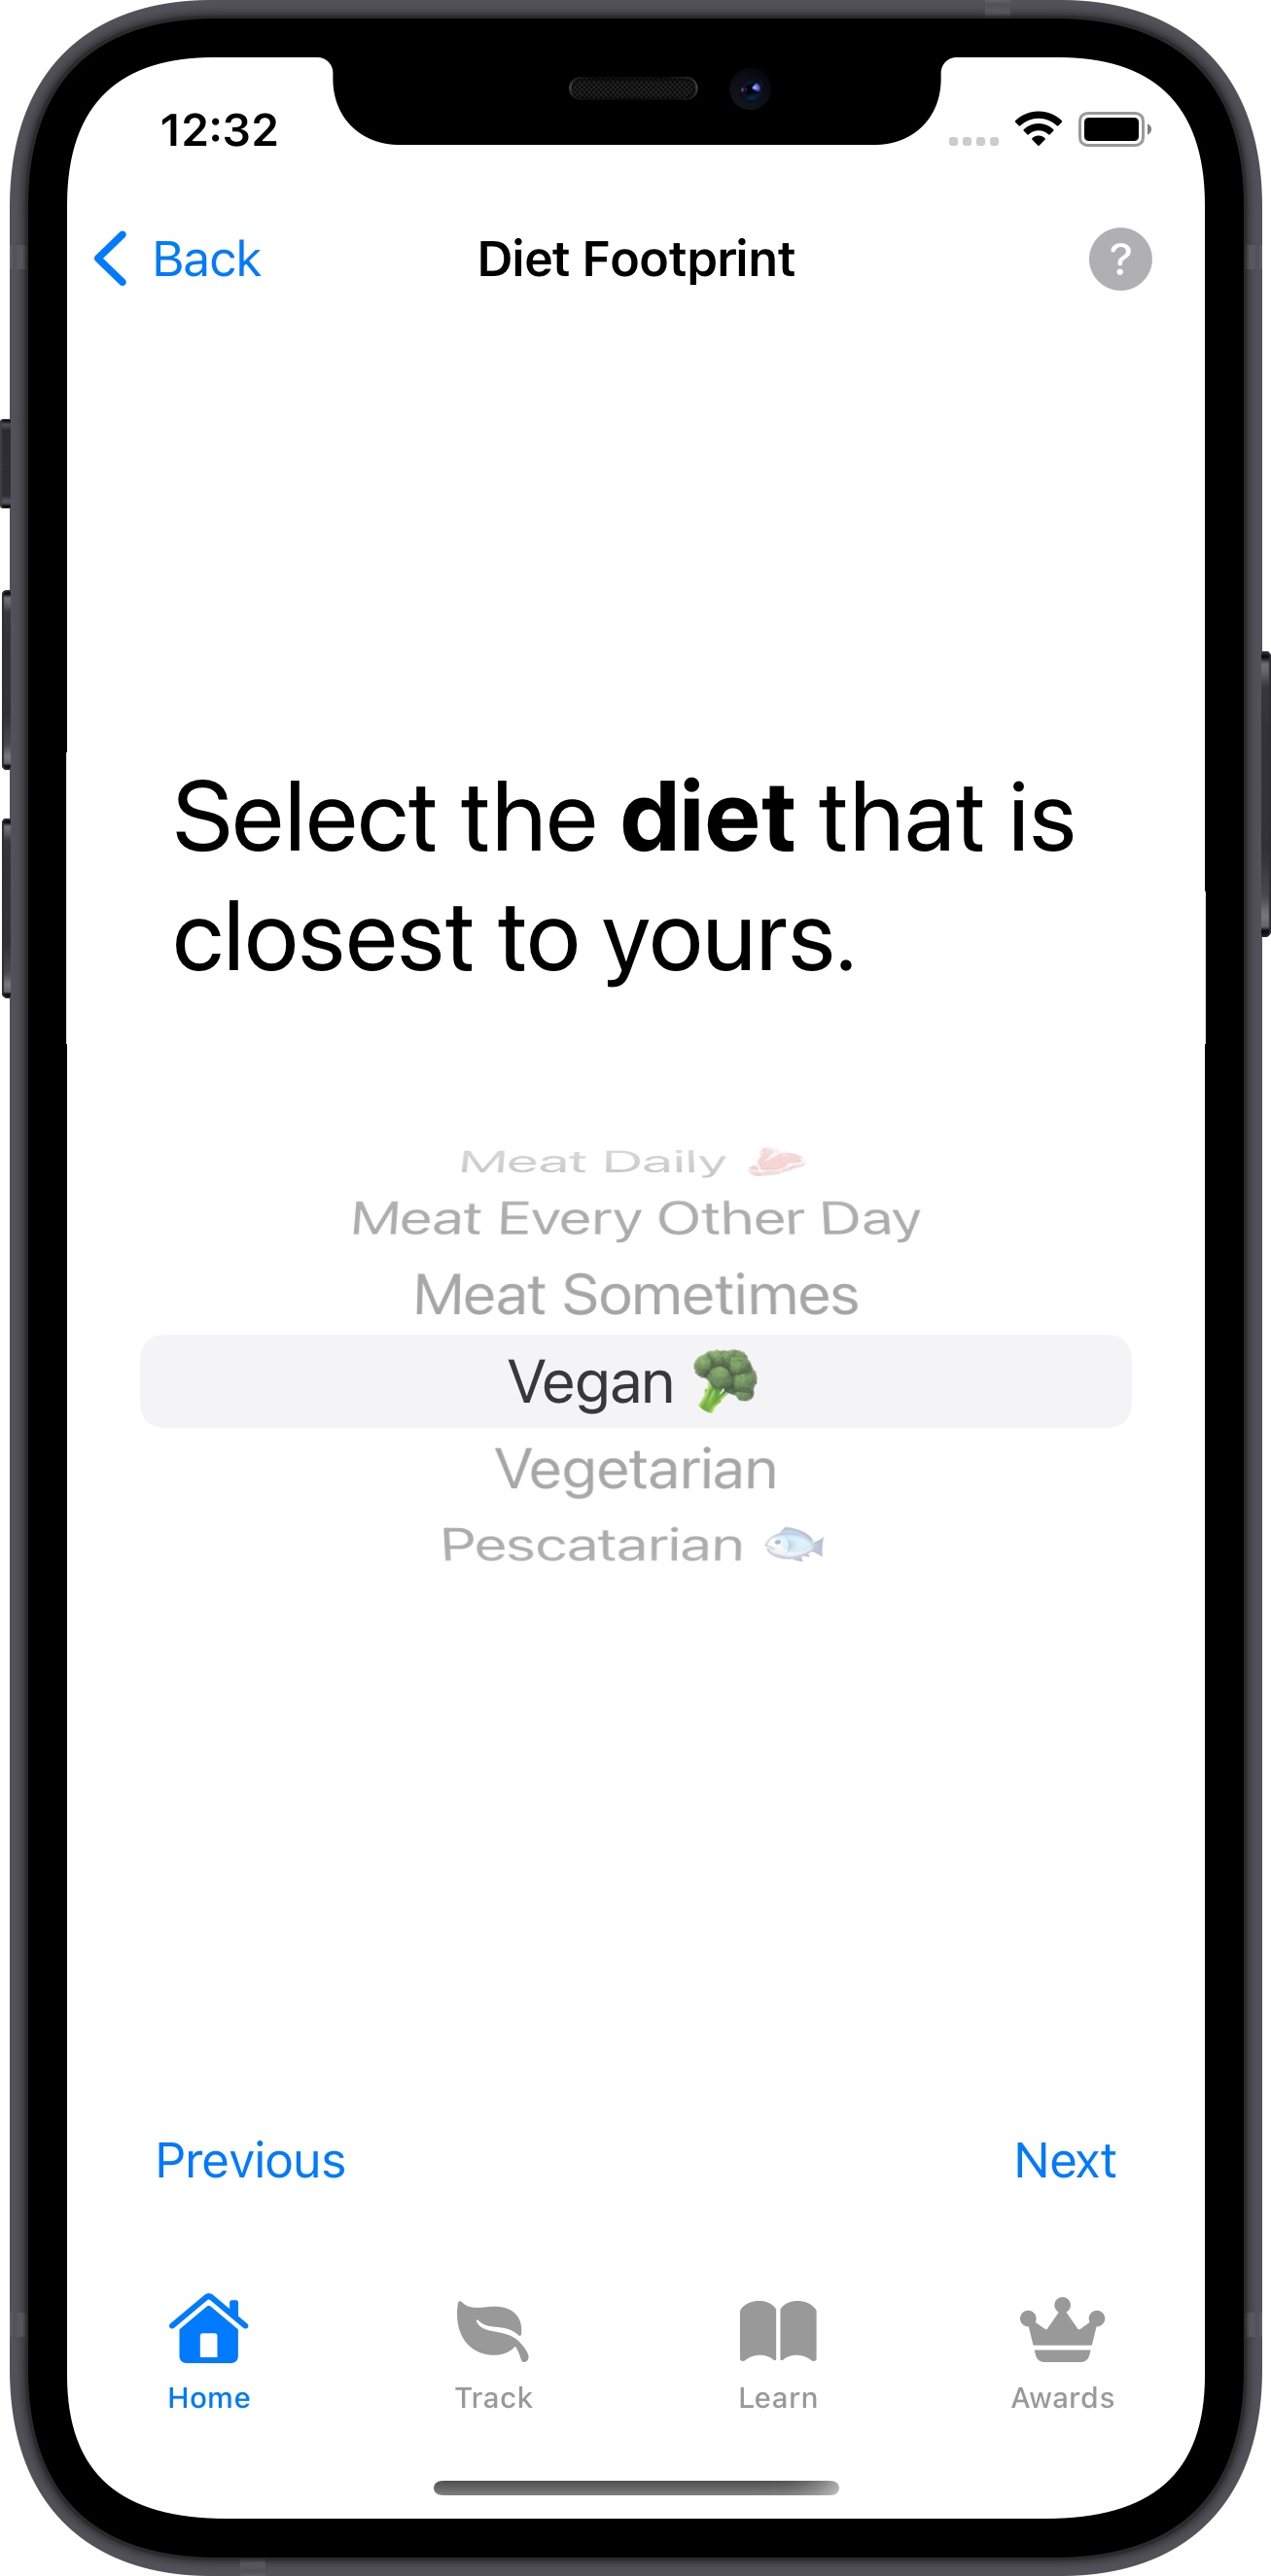 12:32
Back
Diet Footprint
?
Select the diet that is
closest to yours.
Meat Daily 🥩
Meat Every Other Day
Meat Sometimes
Vegan 🥦
Vegetarian
Pescatarian 🐟
Previous
Next
Home
Track
Learn
Awards